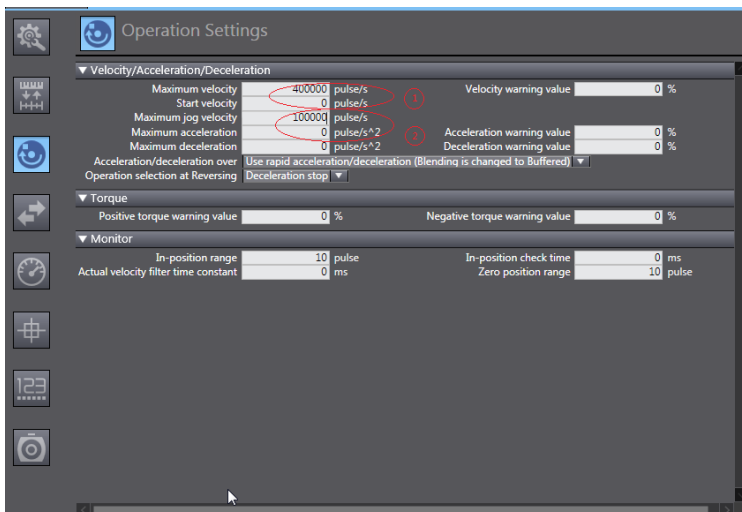 Operation Settings
▼ Velocity/Acceleration/Deceleration
Maximum velocity 400000 pulse/s Velocity warning value 0 %
Start velocity 0 pulse/s 1
Maximum jog velocity 100000 pulse/s
Maximum acceleration 0 pulse/s^2 2 Acceleration warning value 0 %
Maximum deceleration 0 pulse/s^2 Deceleration warning value 0 %
Acceleration/deceleration over Use rapid acceleration/deceleration (Blending is changed to Buffered) ▼
Operation selection at Reversing Deceleration stop ▼
▼ Torque
Positive torque warning value 0 % Negative torque warning value 0 %
▼ Monitor
In-position range 10 pulse In-position check time 0 ms
Actual velocity filter time constant 0 ms Zero position range 10 pulse
123